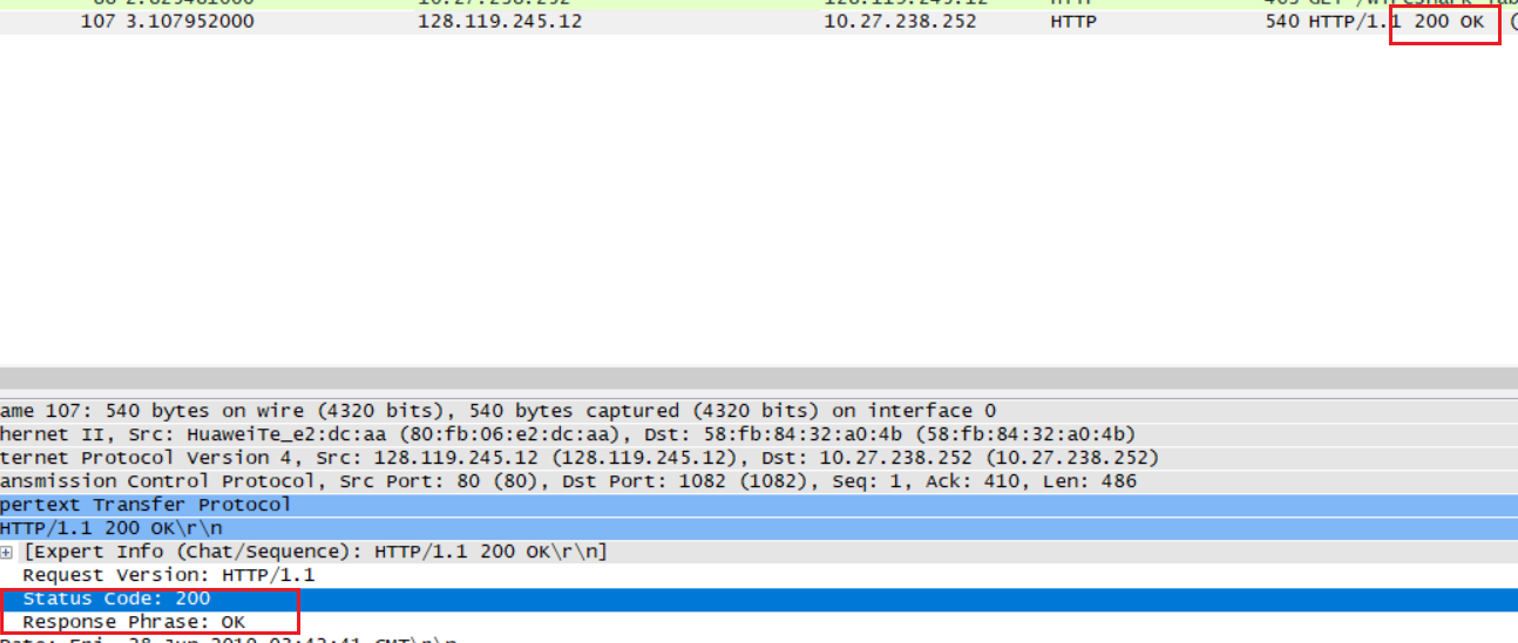 107 3.107952000 128.119.245.12 10.27.238.252 HTTP 540 HTTP/1.1 200 OK (
ame 107: 540 bytes on wire (4320 bits), 540 bytes captured (4320 bits) on interface 0
hernet II, Src: HuaweiTe_e2:dc:aa (80:fb:06:e2:dc:aa), Dst: 58:fb:84:32:a0:4b (58:fb:84:32:a0:4b)
ternet Protocol Version 4, Src: 128.119.245.12 (128.119.245.12), Dst: 10.27.238.252 (10.27.238.252)
ansmission Control Protocol, Src Port: 80 (80), Dst Port: 1082 (1082), Seq: 1, Ack: 410, Len: 486
pertext Transfer Protocol
HTTP/1.1 200 OK\r\n
[Expert Info (Chat/Sequence): HTTP/1.1 200 OK\r\n]
Request Version: HTTP/1.1
Status Code: 200
Response Phrase: OK